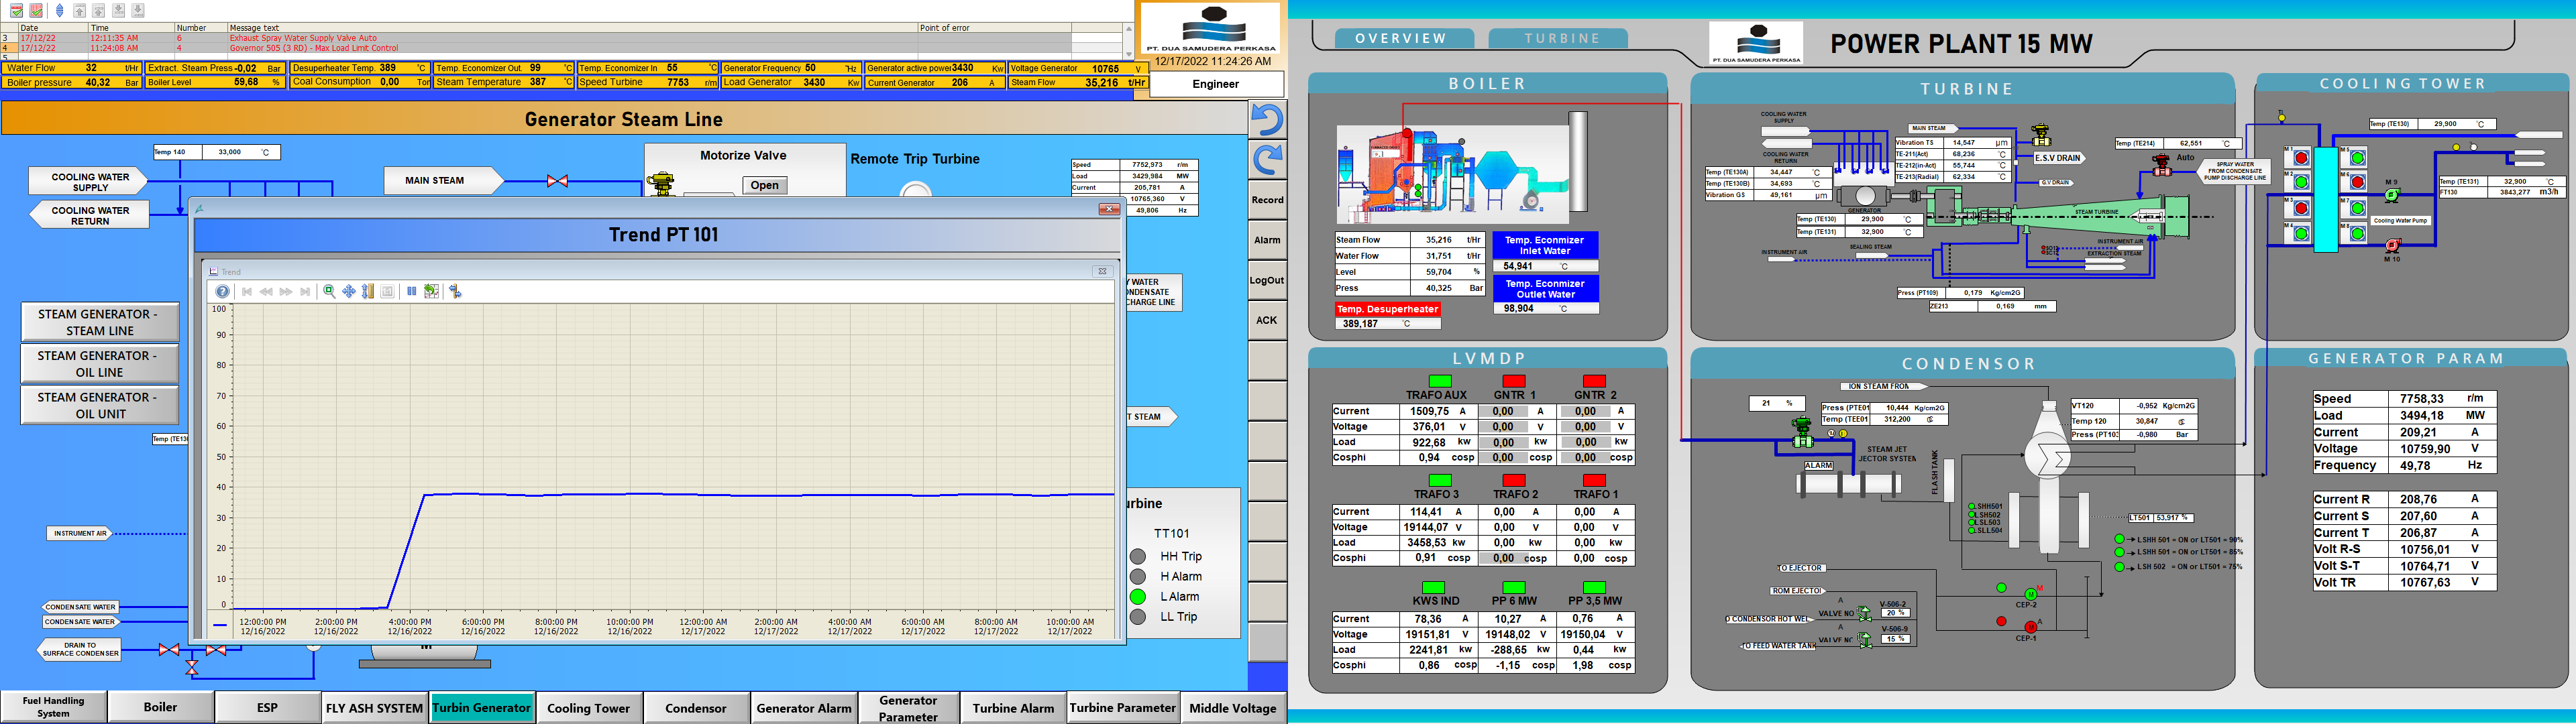 Date Time Number Message text Point of error
3 17/12/22 12:11:35 AM 6 Exhaust Spray Water Supply Valve Auto
4 17/12/22 11:24:08 AM 4 Governor 505 (3 RD) - Max Load Limit Control
5
PT. DUA SAMUDERA PERKASA
12/17/2022 11:24:26 AM
Engineer
Water Flow 32 t/Hr Extract. Steam Press -0,02 Bar Desuperheater Temp. 389 °C Temp. Economizer Out 99 °C Temp. Economizer In 55 °C Generator Frequency 50 Hz Generator active power 3430 Kw Voltage Generator 10765 V
Boiler pressure 40,32 Bar Boiler Level 59,68 % Coal Consumption 0,00 Ton Steam Temperature 387 °C Speed Turbine 7753 r/m Load Generator 3430 Kw Current Generator 206 A Steam Flow 35,216 t/Hr
Generator Steam Line
Temp 140 33,000 °C
COOLING WATER
SUPPLY
COOLING WATER
RETURN
MAIN STEAM
Motorize Valve
Open
Remote Trip Turbine
Speed 7752,973 r/m
Load 3429,984 MW
Current 205,781 A
10765,360 V
49,806 Hz
Record
Alarm
LogOut
ACK
Trend PT 101
Trend
100
90
80
70
60
50
40
30
20
10
0
12:00:00 PM 2:00:00 PM 4:00:00 PM 6:00:00 PM 8:00:00 PM 10:00:00 PM 12:00:00 AM 2:00:00 AM 4:00:00 AM 6:00:00 AM 8:00:00 AM 10:00:00 AM
12/16/2022 12/16/2022 12/16/2022 12/16/2022 12/16/2022 12/16/2022 12/17/2022 12/17/2022 12/17/2022 12/17/2022 12/17/2022 12/17/2022
STEAM GENERATOR -
STEAM LINE
STEAM GENERATOR -
OIL LINE
STEAM GENERATOR -
OIL UNIT
Temp (TE130
INSTRUMENT AIR
CONDENSATE WATER
CONDENSATE WATER
DRAIN TO
SURFACE CONDENSER
Y WATER
ONDENSATE
CHARGE LINE
T STEAM
urbine
TT101
HH Trip
H Alarm
L Alarm
LL Trip
M
Fuel Handling
System
Boiler
ESP
FLY ASH SYSTEM
Turbin Generator
Cooling Tower
Condensor
Generator Alarm
Generator
Parameter
Turbine Alarm
Turbine Parameter
Middle Voltage
OVERVIEW
TURBINE
PT. DUA SAMUDERA PERKASA
POWER PLANT 15 MW
BOILER
Steam Flow 35,216 t/Hr
Water Flow 31,751 t/Hr
Level 59,704 %
Press 40,325 Bar
Temp. Desuperheater
389,187 °C
Temp. Econmizer
Inlet Water
54,941 °C
Temp. Econmizer
Outlet Water
98,904 °C
TURBINE
COOLING WATER
SUPPLY
COOLING WATER
RETURN
MAIN STEAM
Vibration TS 14,547 µm
TE-211(Act) 68,236 °C
TE-212(in-Act) 55,744 °C
TE-213(Radial) 62,334 °C
E.S.V DRAIN
G.V DRAIN
Temp (TE214) 62,551 °C
Auto
SPRAY WATER
FROM CONDENSATE
PUMP DISCHARGE LINE
Temp (TE130A) 34,447 °C
Temp (TE130B) 34,693 °C
Vibration GS 49,161 µm
GENERATOR
Temp (TE130) 29,900 °C
Temp (TE131) 32,900 °C
STEAM TURBINE
INSTRUMENT AIR
SEALING STEAM
INSTRUMENT AIR
EXTRACTION STEAM
Press (PT109) 0,179 Kg/cm2G
ZE213 0,169 mm
COOLING TOWER
Temp (TE130) 29,900 °C
M 1
M 5
M 2
M 6
M 3
M 7
M 4
M 8
M 9
Cooling Water Pump
M 10
Temp (TE131) 32,900 °C
FT130 3843,277 m3/h
LVMDP
TRAFO AUX GNTR 1 GNTR 2
Current 1509,75 A 0,00 A 0,00 A
Voltage 376,01 V 0,00 V 0,00 V
Load 922,68 kw 0,00 kw 0,00 kw
Cosphi 0,94 cosp 0,00 cosp 0,00 cosp
TRAFO 3 TRAFO 2 TRAFO 1
Current 114,41 A 0,00 A 0,00 A
Voltage 19144,07 V 0,00 V 0,00 V
Load 3458,53 kw 0,00 kw 0,00 kw
Cosphi 0,91 cosp 0,00 cosp 0,00 cosp
KWS IND PP 6 MW PP 3,5 MW
Current 78,36 A 10,27 A 0,76 A
Voltage 19151,81 V 19148,02 V 19150,04 V
Load 2241,81 kw -288,65 kw 0,44 kw
Cosphi 0,86 cosp -1,15 cosp 1,98 cosp
CONDENSOR
ION STEAM FROM
21 %
Press (PTE01 10,444 Kg/cm2G
Temp (TEE01 312,200 °C
VT120 -0,952 Kg/cm2G
Temp 120 30,847 °C
Press (PT103 -0,980 Bar
STEAM JET
JECTOR SYSTEM
ALARM
FLASH TANK
LSHH501
LSH502
LSL503
LSLL504
LT501 53,917 %
LSHH 501 = ON or LT501 = 90%
LSHH 501 = ON or LT501 = 85%
LSH 502 = ON or LT501 = 75%
TO EJECTOR
ROM EJECTOR
A V-506-2
VALVE NO 20 %
O CONDENSOR HOT WEL
A V-506-9
VALVE NC 15 %
TO FEED WATER TANK
M
CEP-2
A
CEP-1
GENERATOR PARAM
Speed 7758,33 r/m
Load 3494,18 MW
Current 209,21 A
Voltage 10759,90 V
Frequency 49,78 Hz
Current R 208,76 A
Current S 207,60 A
Current T 206,87 A
Volt R-S 10756,01 V
Volt S-T 10764,71 V
Volt TR 10767,63 V